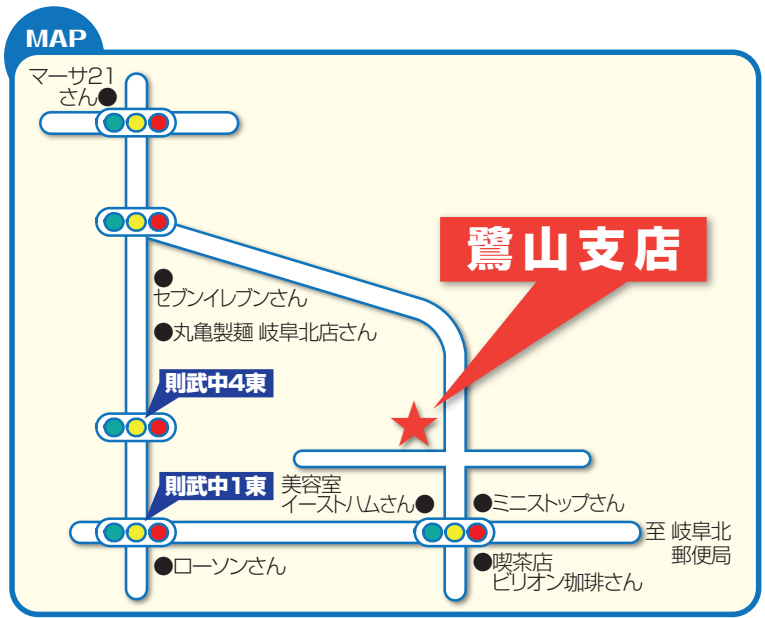 MAP
マーサ21
さん●
鷺山支店
●
セブンイレブンさん
●丸亀製麺 岐阜北店さん
則武中4東
則武中1東
美容室
イーストハムさん●
●ミニストップさん
至 岐阜北
郵便局
●ローソンさん
●喫茶店
ビリオン珈琲さん